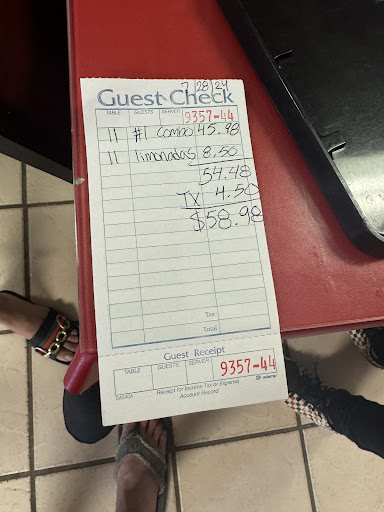 7/28/24
Guest Check
TABLE GUESTS SERVER 9357-44
11 #1 Combo 45.98
11 limonadas 8.50
54.48
TX 4.50
$58.98
Tax
Total
Guest Receipt
TABLE GUESTS SERVER 9357-44
Receipt for Income Tax or Expense
Account Record